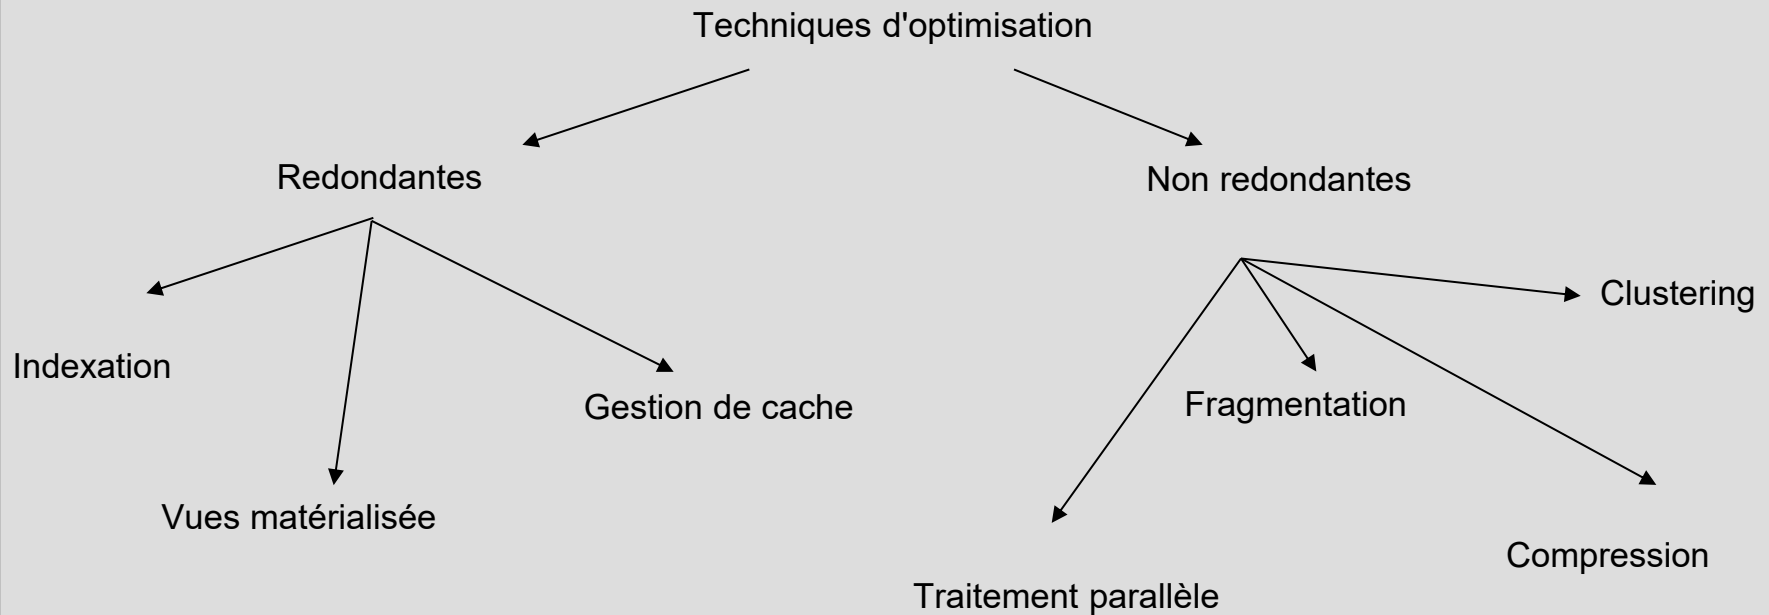 Techniques d'optimisation
Redondantes
Non redondantes
Indexation
Vues matérialisée
Gestion de cache
Traitement parallèle
Fragmentation
Compression
Clustering